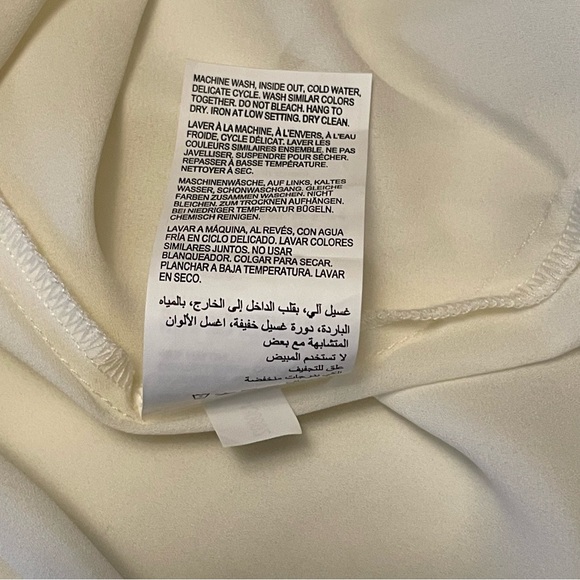 MACHINE WASH, INSIDE OUT, COLD WATER,
DELICATE CYCLE. WASH SIMILAR COLORS
TOGETHER. DO NOT BLEACH. HANG TO
DRY. IRON AT LOW SETTING. DRY CLEAN.
LAVER À LA MACHINE, À L'ENVERS, À L'EAU
FROIDE, CYCLE DÉLICAT. LAVER LES
COULEURS SIMILAIRES ENSEMBLE, NE PAS
JAVELLISER, SUSPENDRE POUR SÉCHER.
REPASSER À BASSE TEMPÉRATURE.
NETTOYER À SEC.
MASCHINENWÄSCHE, AUF LINKS, KALTES
WASSER, SCHONWASCHGANG. GLEICHE
FARBEN ZUSAMMEN WASCHEN. NICHT
BLEICHEN. ZUM TROCKNEN AUFHÄNGEN.
BEI NIEDRIGER TEMPERATUR BÜGELN.
CHEMISCH REINIGEN.
LAVAR A MÁQUINA, AL REVÉS, CON AGUA
FRÍA EN CICLO DELICADO. LAVAR COLORES
SIMILARES JUNTOS. NO USAR
BLANQUEADOR. COLGAR PARA SECAR.
PLANCHAR A BAJA TEMPERATURA. LAVAR
EN SECO.
غسيل آلي، بقلب الداخل إلى الخارج، بالمياه
الباردة، دورة غسيل خفيفة، اغسل الألوان
المتشابهة مع بعض
لا تستخدم المبيض
علق للتجفيف
بدرجات منخفضة